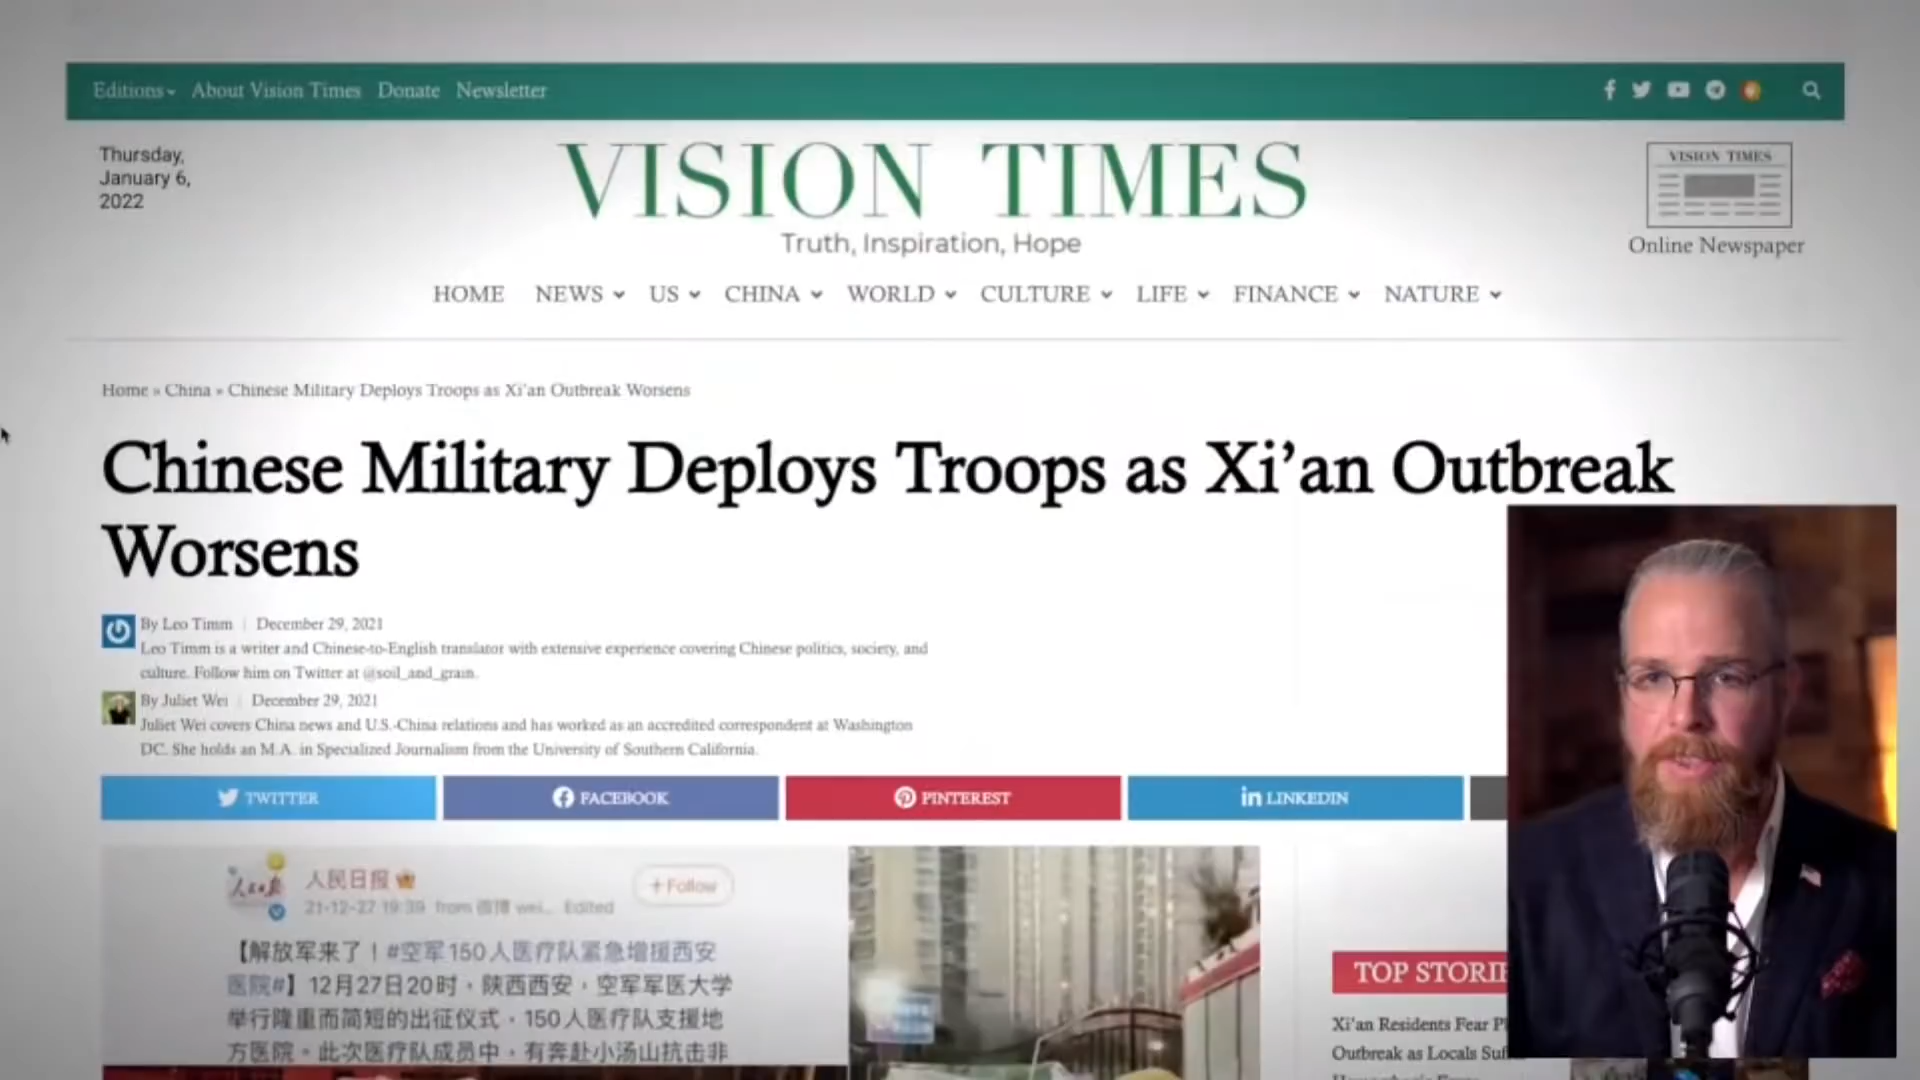 Editions
About Vision Times
Donate
Newsletter
Thursday,
January 6,
2022
VISION TIMES
Truth, Inspiration, Hope
VISION TIMES
Online Newspaper
HOME
NEWS
US
CHINA
WORLD
CULTURE
LIFE
FINANCE
NATURE
Home » China » Chinese Military Deploys Troops as Xi'an Outbreak Worsens
Chinese Military Deploys Troops as Xi’an Outbreak
Worsens
By Leo Timm | December 29, 2021
Leo Timm is a writer and Chinese-to-English translator with extensive experience covering Chinese politics, society, and
culture. Follow him on Twitter at @soil_and_grain.
By Juliet Wei | December 29, 2021
Juliet Wei covers China news and U.S.-China relations and has worked as an accredited correspondent at Washington
DC. She holds an M.A. in Specialized Journalism from the University of Southern California.
TWITTER
FACEBOOK
PINTEREST
LINKEDIN
人民日报
+Follow
21-12-27 19:39 from 微博 wei... Edited
【解放军来了！#空军150人医疗队紧急增援西安
医院#】12月27日20时，陕西西安，空军军医大学
举行隆重而简短的出征仪式，150人医疗队支援地
方医院。此次医疗队成员中，有奔赴小汤山抗击非
TOP STORIE
Xi'an Residents Fear
Outbreak as Locals